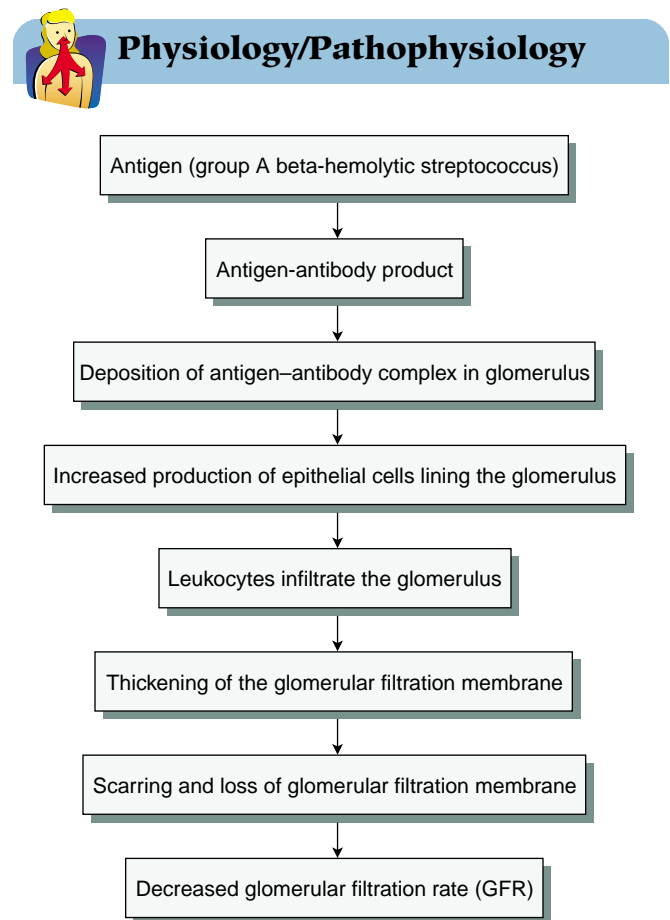 Physiology/Pathophysiology
Antigen (group A beta-hemolytic streptococcus)
Antigen-antibody product
Deposition of antigen–antibody complex in glomerulus
Increased production of epithelial cells lining the glomerulus
Leukocytes infiltrate the glomerulus
Thickening of the glomerular filtration membrane
Scarring and loss of glomerular filtration membrane
Decreased glomerular filtration rate (GFR)